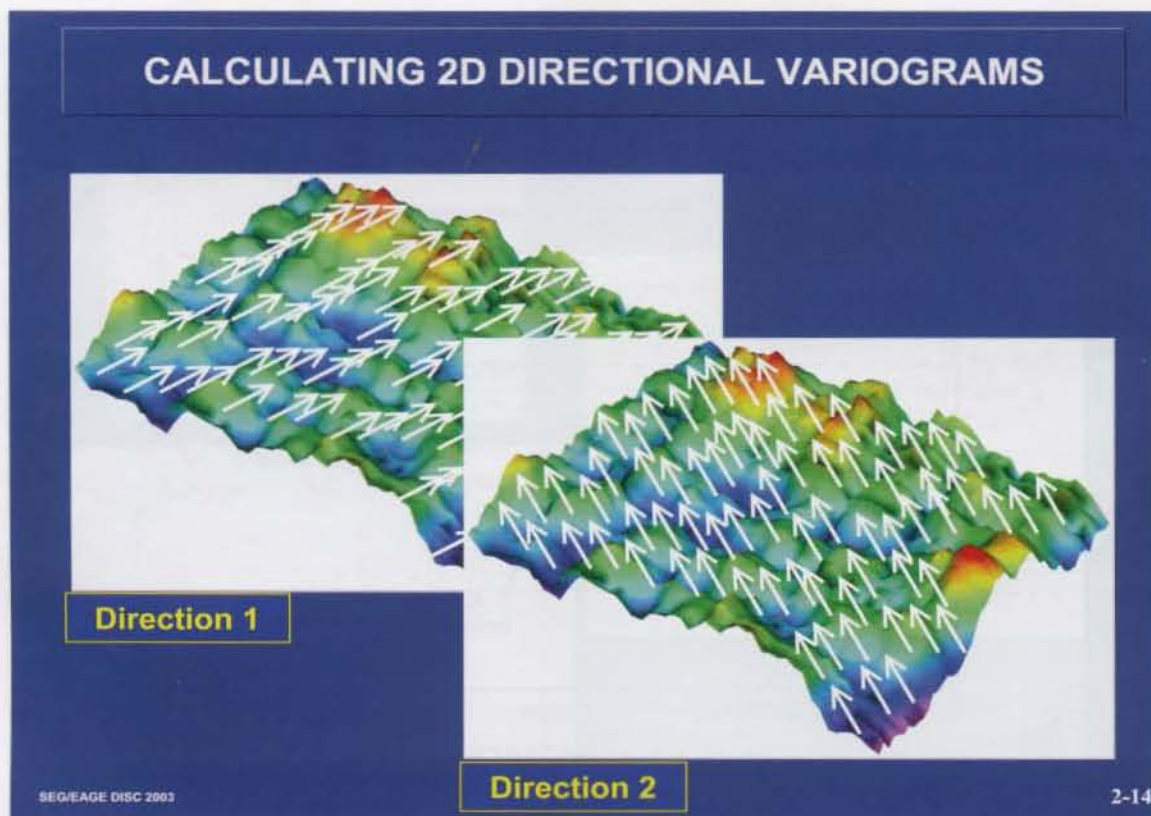 CALCULATING 2D DIRECTIONAL VARIOGRAMS
Direction 1
Direction 2
SEG/EAGE DISC 2003
2-14